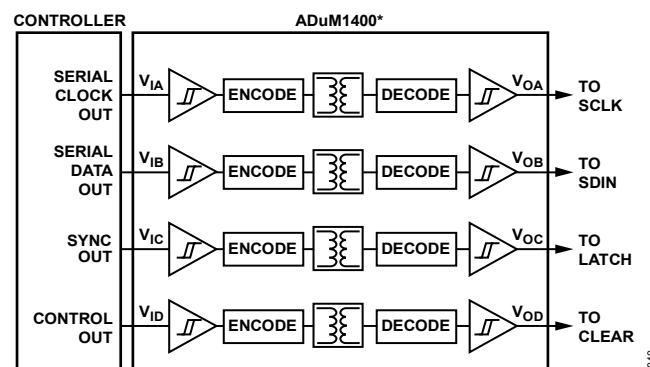 CONTROLLER
ADuM1400*
SERIAL
CLOCK
OUT
VIA
ENCODE
DECODE
VOA
TO
SCLK
SERIAL
DATA
OUT
VIB
ENCODE
DECODE
VOB
TO
SDIN
SYNC
OUT
VIC
ENCODE
DECODE
VOC
TO
LATCH
CONTROL
OUT
VID
ENCODE
DECODE
VOD
TO
CLEAR